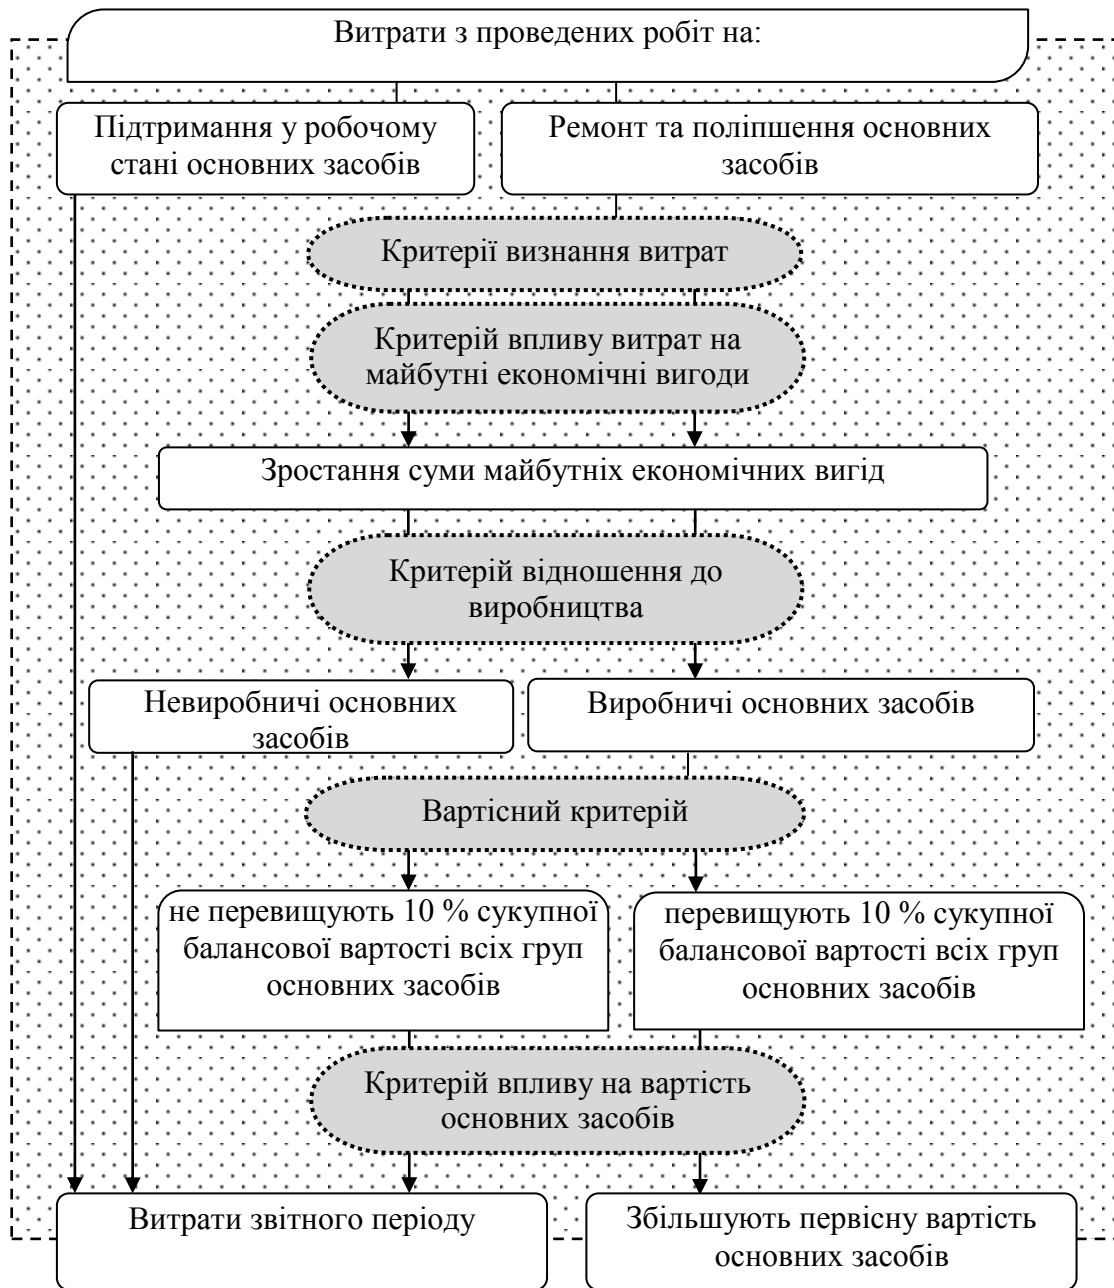 Витрати з проведених робіт на:
Підтримання у робочому
стані основних засобів
Ремонт та поліпшення основних
засобів
Критерії визнання витрат
Критерій впливу витрат на
майбутні економічні вигоди
Зростання суми майбутніх економічних вигід
Критерій відношення до
виробництва
Невиробничі основних
засобів
Виробничі основних засобів
Вартісний критерій
не перевищують 10 % сукупної
балансової вартості всіх груп
основних засобів
перевищують 10 % сукупної
балансової вартості всіх груп
основних засобів
Критерій впливу на вартість
основних засобів
Витрати звітного періоду
Збільшують первісну вартість
основних засобів